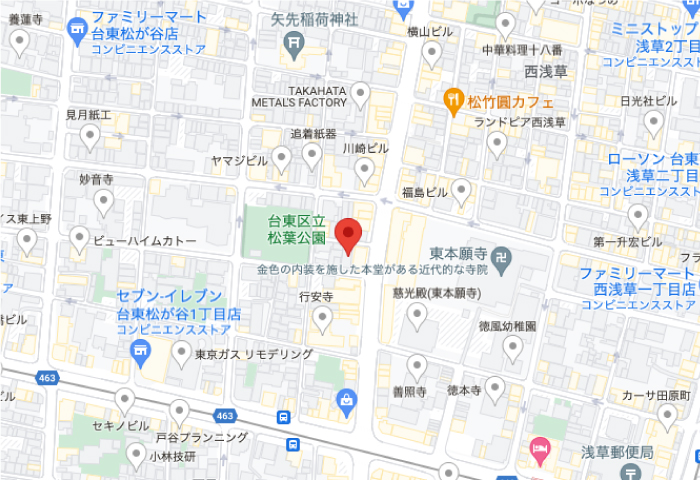 養蓮寺
ファミリーマート
台東松が谷店
コンビニエンスストア
矢先稲荷神社
横山ビル
中華料理十八番
ミニストップ
浅草2丁目
コンビニエンスス
西浅草
TAKAHATA
METAL'S FACTORY
松竹圓カフェ
日光社ビル
見月紙工
追着紙器
川崎ビル
ランドピア西浅草
ヤマジビル
ローソン 台東
浅草二丁目
コンビニエンスス
妙音寺
福島ビル
イス東上野
台東区立
松葉公園
ビューハイムカトー
東本願寺
金色の内装を施した本堂がある近代的な寺院
第一升宏ビル
ファミリーマート
西浅草一丁目店
コンビニエンスストア
セブン-イレブン
台東松が谷1丁目店
コンビニエンスストア
行安寺
慈光殿(東本願寺)
徳風幼稚園
東京ガス リモデリング
463
善照寺
徳本寺
カーサ田原町
463
セキノビル
戸谷プランニング
小林技研
浅草郵便局